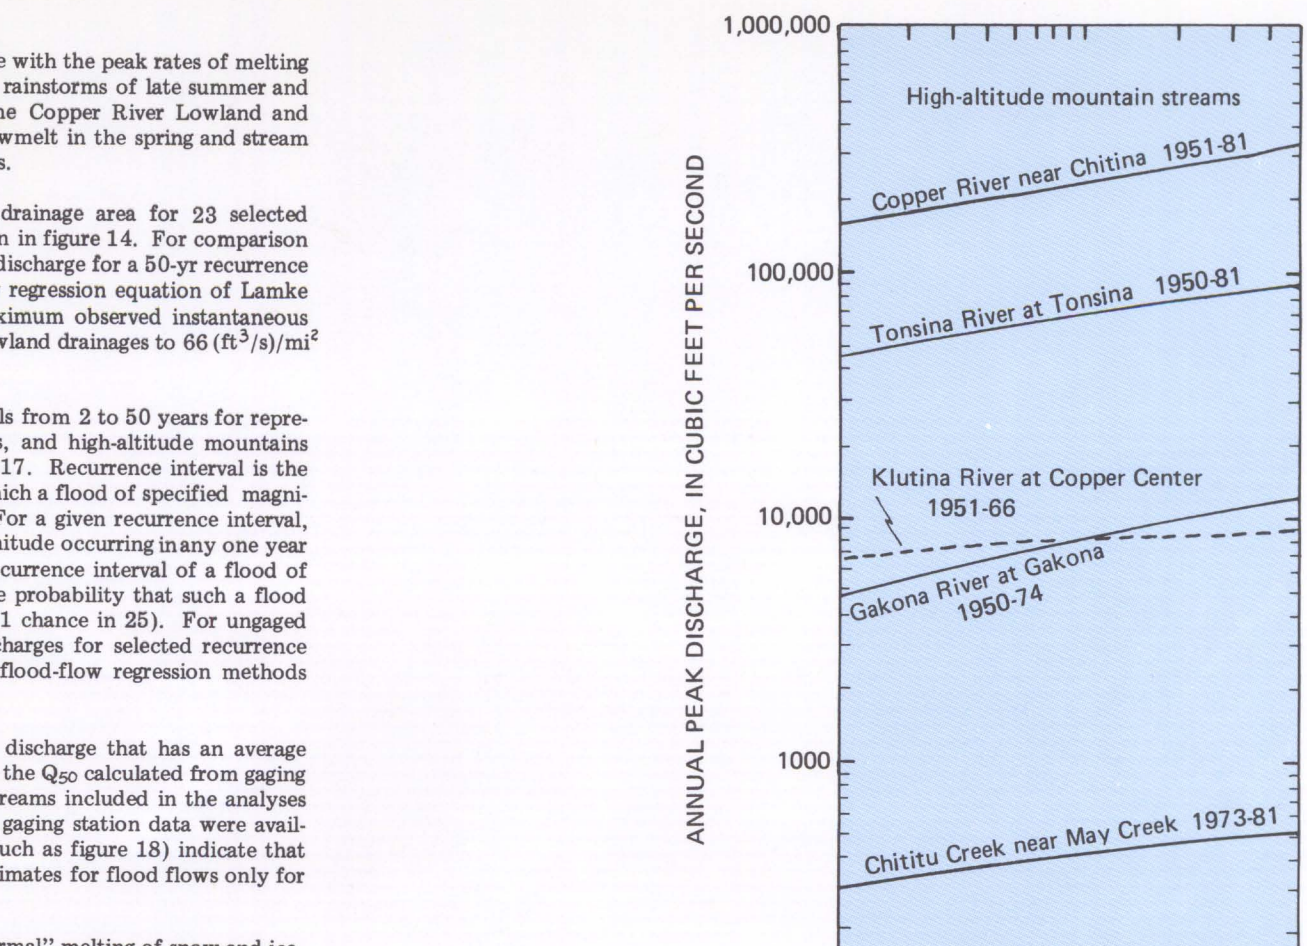 e with the peak rates of melting
rainstorms of late summer and
ne Copper River Lowland and
wmelt in the spring and stream
s.
drainage area for 23 selected
n in figure 14. For comparison
discharge for a 50-yr recurrence
regression equation of Lamke
ximum observed instantaneous
wland drainages to 66 (ft³/s)/mi²
ls from 2 to 50 years for repre-
s, and high-altitude mountains
17. Recurrence interval is the
hich a flood of specified magni-
For a given recurrence interval,
nitude occurring in any one year
currence interval of a flood of
e probability that such a flood
1 chance in 25). For ungaged
charges for selected recurrence
flood-flow regression methods
discharge that has an average
the Q₅₀ calculated from gaging
reams included in the analyses
gaging station data were avail-
uch as figure 18) indicate that
imates for flood flows only for
rmal" melting of snow and ice
ANNUAL PEAK DISCHARGE, IN CUBIC FEET PER SECOND
1,000,000
100,000
10,000
1000
High-altitude mountain streams
Copper River near Chitina 1951-81
Tonsina River at Tonsina 1950-81
Klutina River at Copper Center
1951-66
Gakona River at Gakona
1950-74
Chititu Creek near May Creek 1973-81